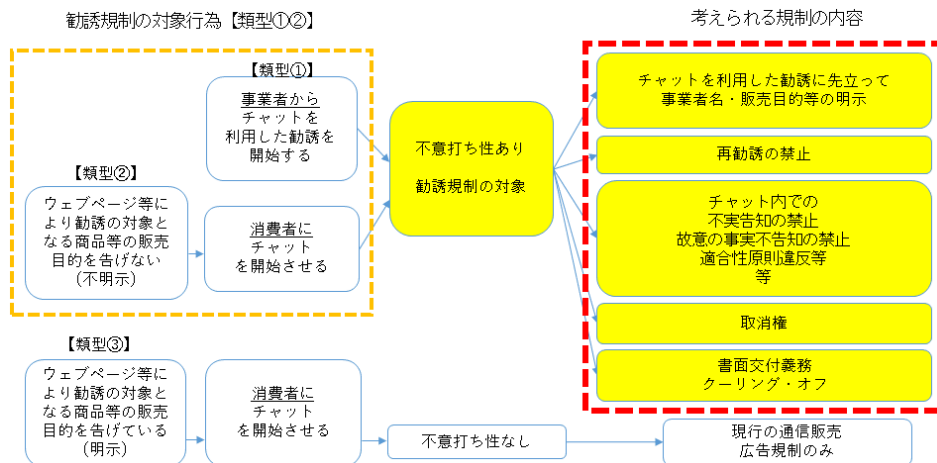 勧誘規制の対象行為【類型①②】
考えられる規制の内容
【類型①】
事業者から
チャットを
利用した勧誘を
開始する
【類型②】
ウェブページ等に
より勧誘の対象と
なる商品等の販売
目的を告げない
(不明示)
消費者に
チャット
を開始させる
不意打ち性あり
勧誘規制の対象
チャットを利用した勧誘に先立って
事業者名・販売目的等の明示
再勧誘の禁止
チャット内での
不実告知の禁止
故意の事実不告知の禁止
適合性原則違反等
等
取消権
書面交付義務
クーリング・オフ
【類型③】
ウェブページ等に
より勧誘の対象と
なる商品等の販売
目的を告げている
(明示)
消費者に
チャット
を開始させる
不意打ち性なし
現行の通信販売
広告規制のみ